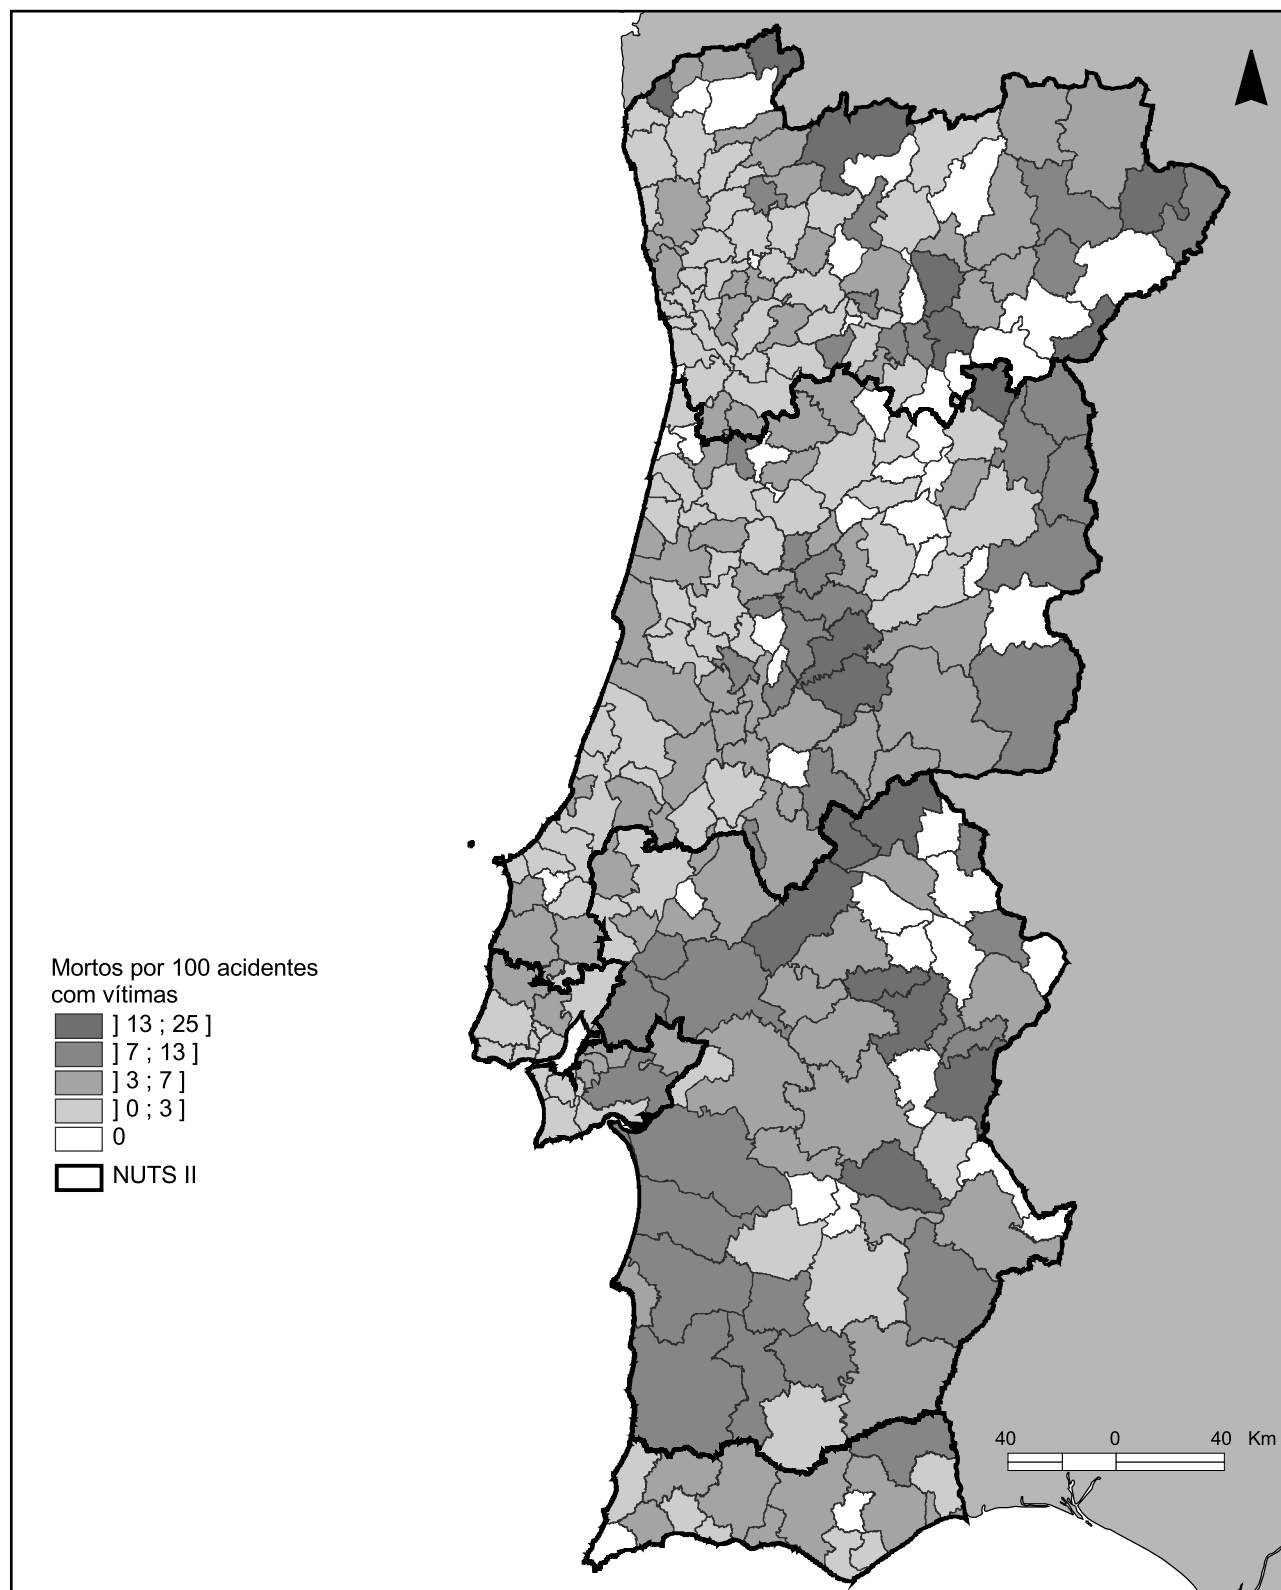 Mortos por 100 acidentes
com vítimas
] 13 ; 25 ]
] 7 ; 13 ]
] 3 ; 7 ]
] 0 ; 3 ]
0
NUTS II
40 0 40 Km